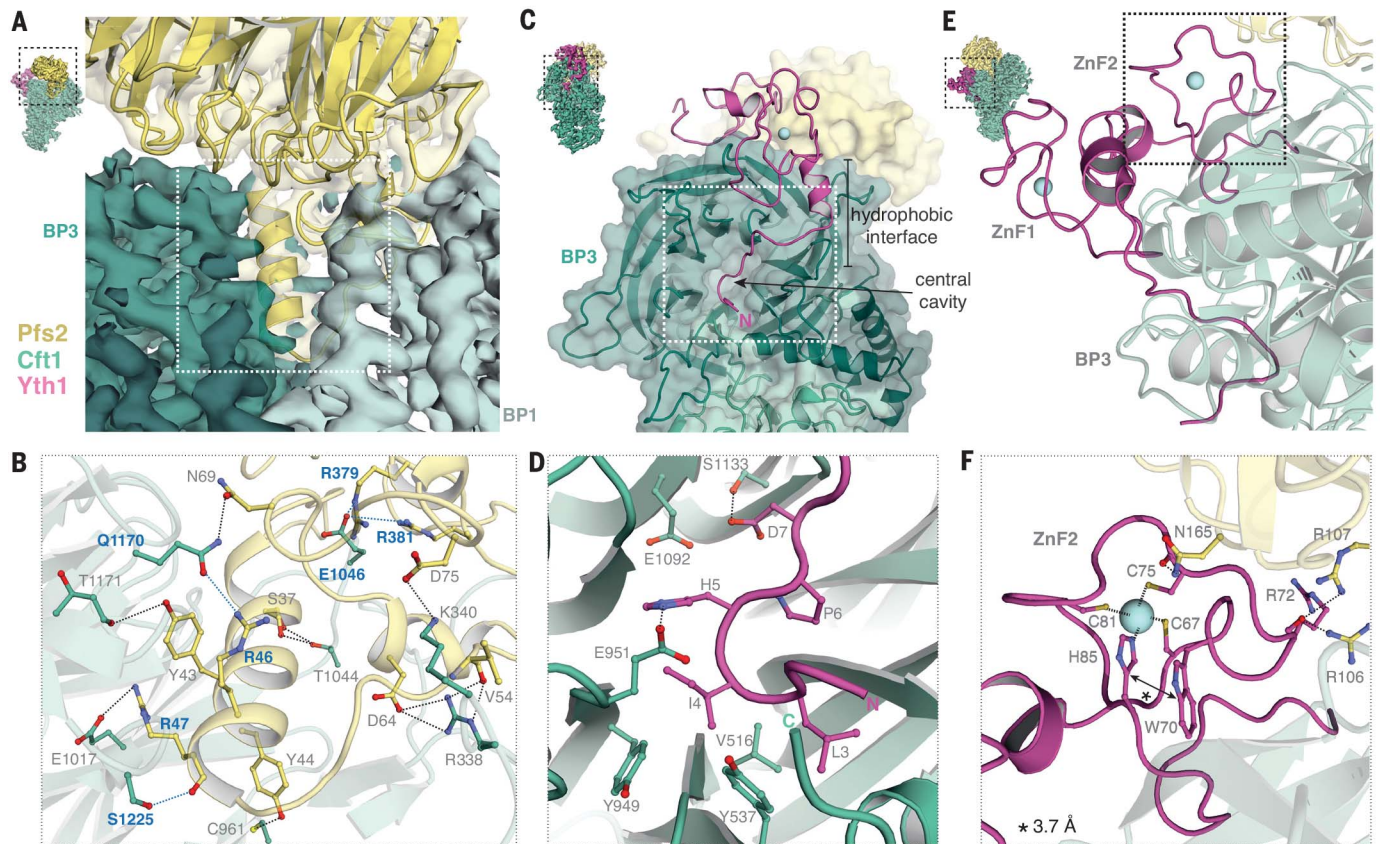 A
BP3
Pfs2
Cft1
Yth1
BP1
B
N69
R379
Q1170
R381
E1046
D75
T1171
S37
K340
R46
T1044
Y43
V54
D64
R47
E1017
Y44
R338
S1225
C961
C
BP3
hydrophobic
interface
central
cavity
N
D
S1133
D7
E1092
H5
P6
E951
I4
N
C
V516
L3
Y949
Y537
E
ZnF2
ZnF1
BP3
F
ZnF2
N165
R107
C75
R72
C81
C67
H85
*
R106
W70
* 3.7 Å